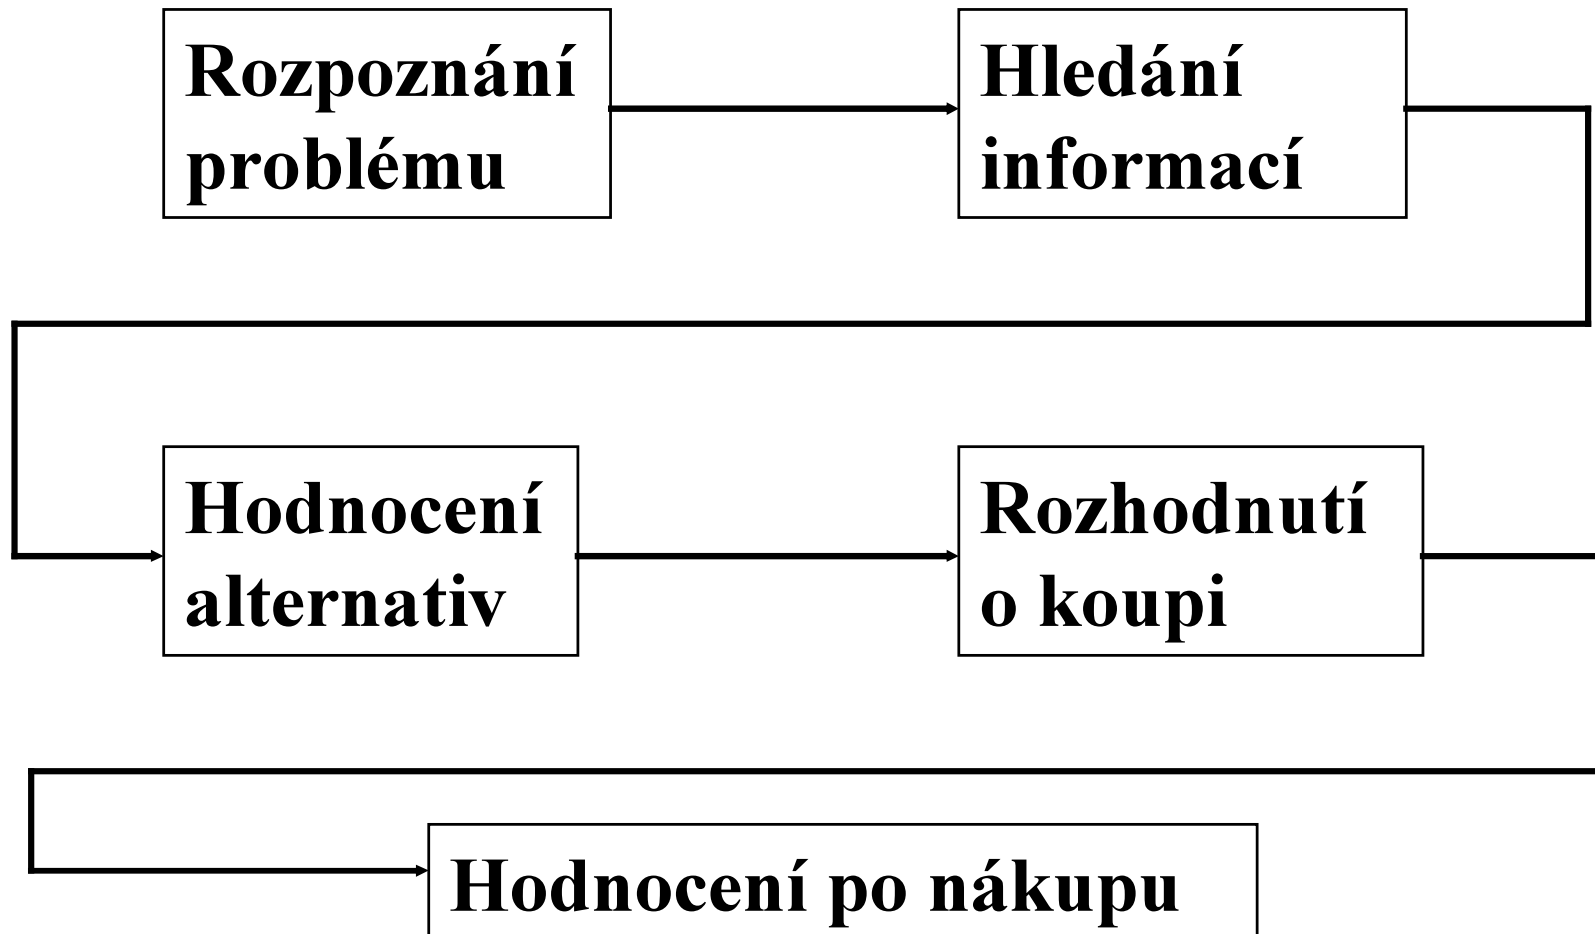 Rozpoznání
problému
Hledání
informací
Hodnocení
alternativ
Rozhodnutí
o koupi
Hodnocení po nákupu